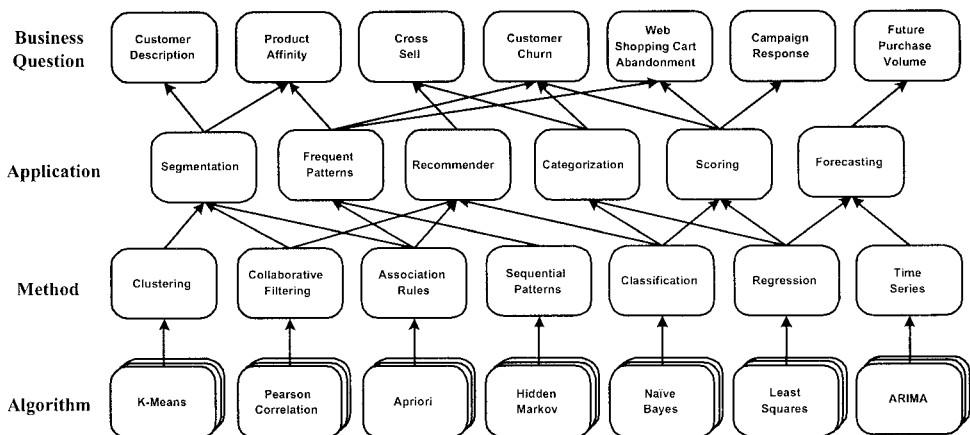 Business
Question
Customer
Description
Product
Affinity
Cross
Sell
Customer
Churn
Web
Shopping Cart
Abandonment
Campaign
Response
Future
Purchase
Volume
Application
Segmentation
Frequent
Patterns
Recommender
Categorization
Scoring
Forecasting
Method
Clustering
Collaborative
Filtering
Association
Rules
Sequential
Patterns
Classification
Regression
Time
Series
Algorithm
K-Means
Pearson
Correlation
Apriori
Hidden
Markov
Naïve
Bayes
Least
Squares
ARIMA